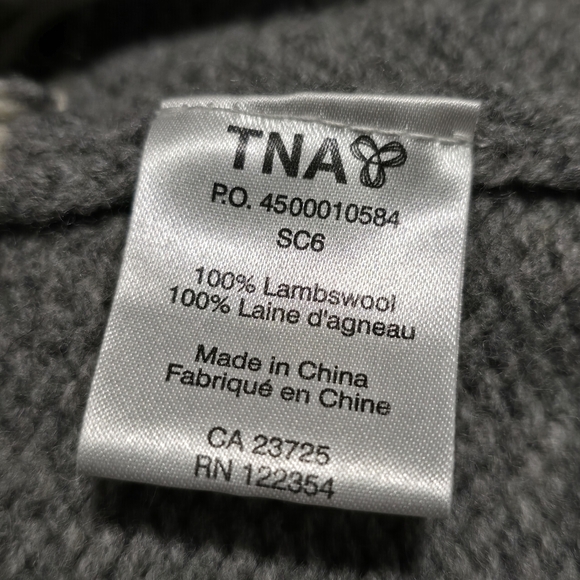 TNA
P.O. 4500010584
SC6
100% Lambswool
100% Laine d'agneau
Made in China
Fabriqué en Chine
CA 23725
RN 122354